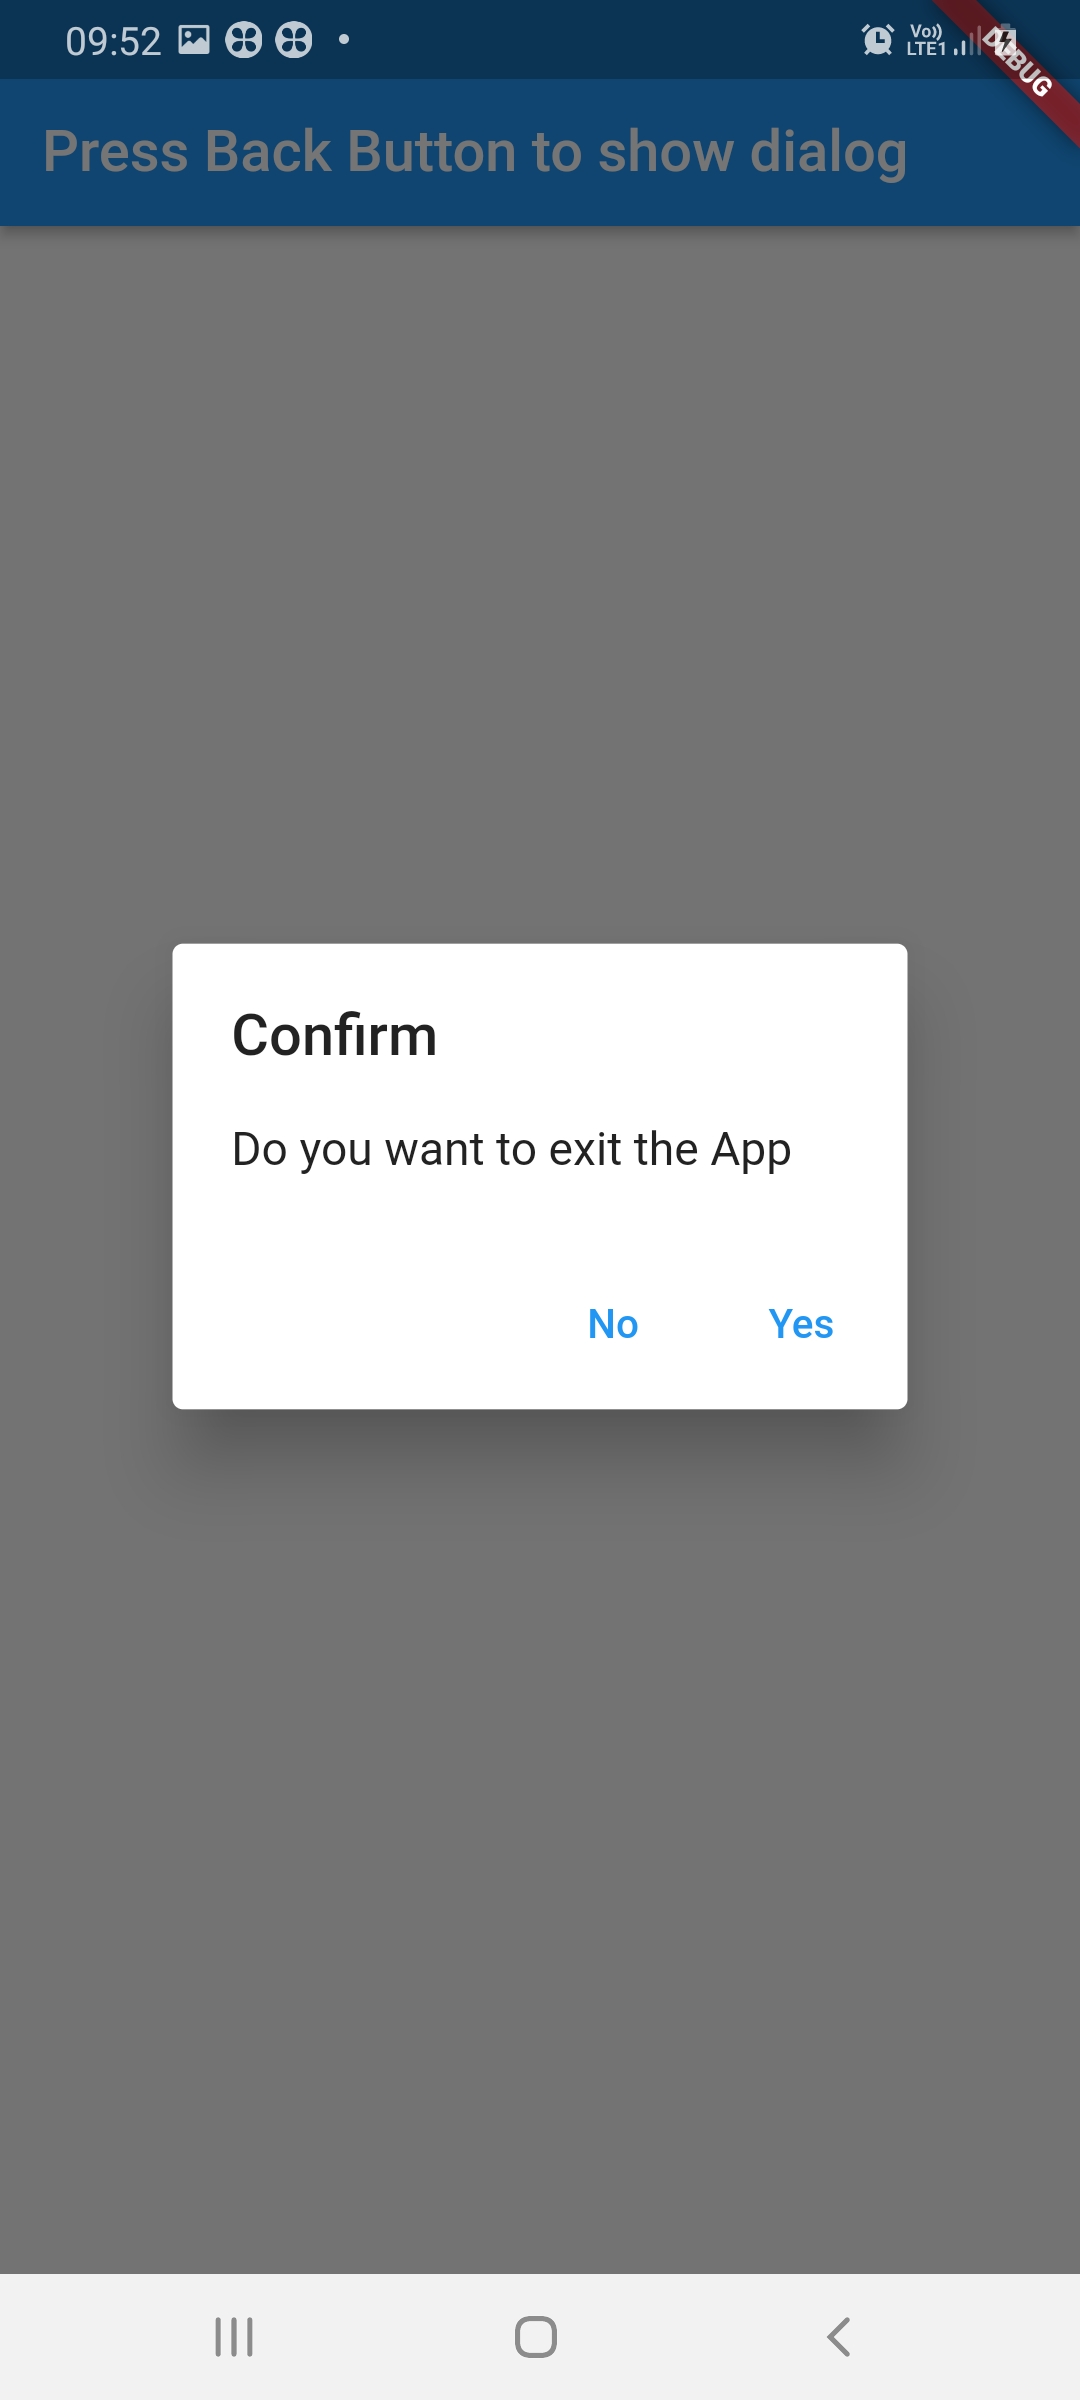 09:52
Vo))
LTE1
DEBUG
Press Back Button to show dialog
Confirm
Do you want to exit the App
No Yes